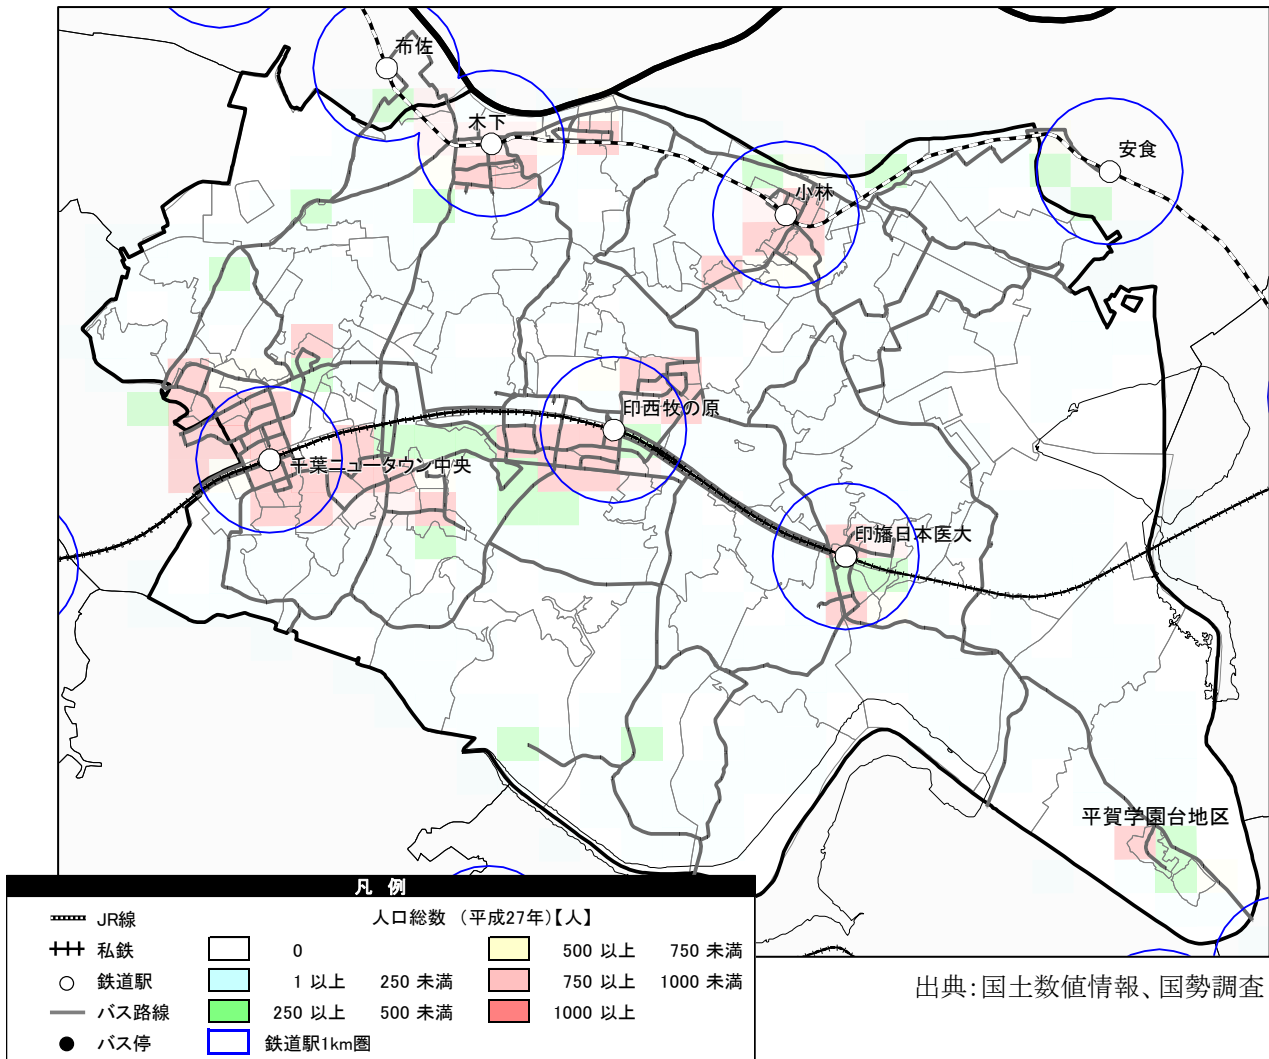 布佐
木下
安食
小林
印西牧の原
千葉ニュータウン中央
印旛日本医大
平賀学園台地区
凡 例
JR線 人口総数 （平成27年）【人】
私鉄 0 500 以上 750 未満
鉄道駅 1 以上 250 未満 750 以上 1000 未満
バス路線 250 以上 500 未満 1000 以上
バス停 鉄道駅1km圏
出典：国土数値情報、国勢調査